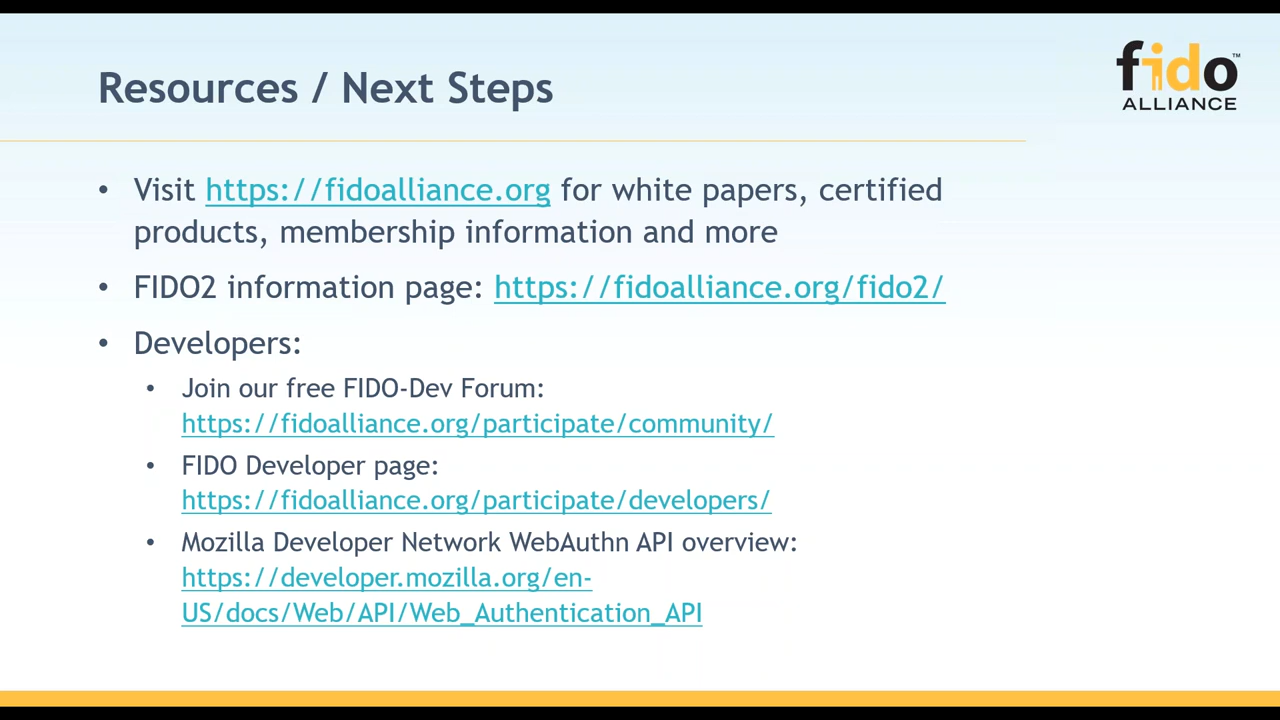 Resources / Next Steps
fido™
ALLIANCE
• Visit https://fidoalliance.org for white papers, certified
products, membership information and more
• FIDO2 information page: https://fidoalliance.org/fido2/
• Developers:
• Join our free FIDO-Dev Forum:
https://fidoalliance.org/participate/community/
• FIDO Developer page:
https://fidoalliance.org/participate/developers/
• Mozilla Developer Network WebAuthn API overview:
https://developer.mozilla.org/en-
US/docs/Web/API/Web_Authentication_API